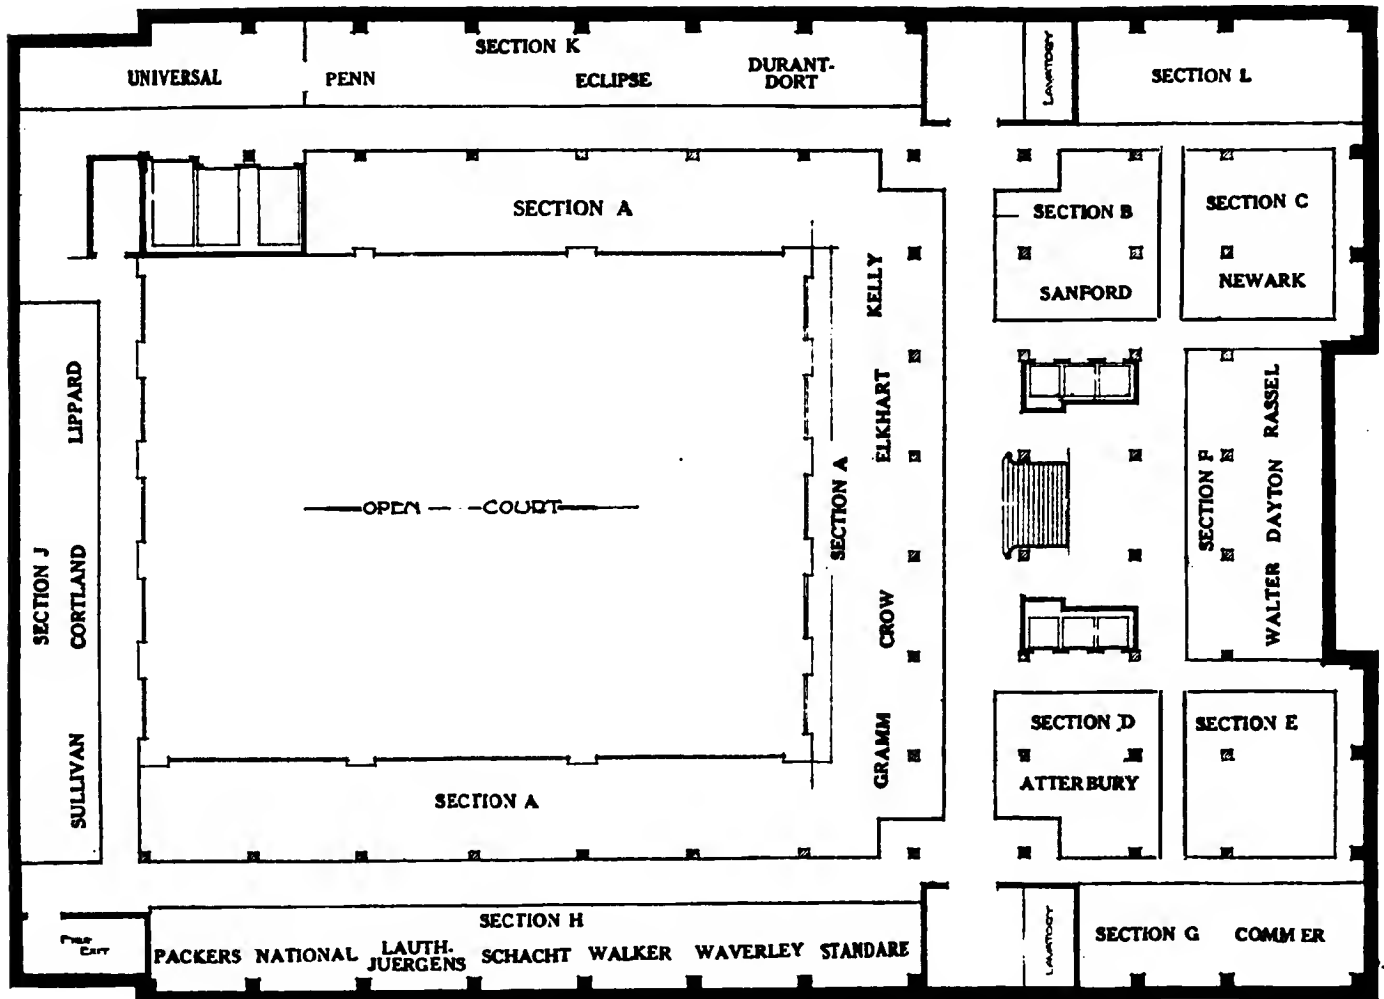 SECTION K
UNIVERSAL
PENN
ECLIPSE
DURANT-
DORT
LAVATOGY
SECTION L
SECTION A
SECTION B
SANFORD
SECTION C
NEWARK
KELLY
ELKHART
SECTION A
CROW
GRAMM
OPEN COURT
LIPPARD
SECTION J
CORTLAND
SULLIVAN
SECTION F
WALTER DAYTON RASSEL
SECTION A
SECTION D
ATTERBURY
SECTION E
SECTION H
PACKERS
NATIONAL
LAUTH-
JUERGENS
SCHACHT
WALKER
WAVERLEY
STANDARE
LAVATOGY
SECTION G
COMMER